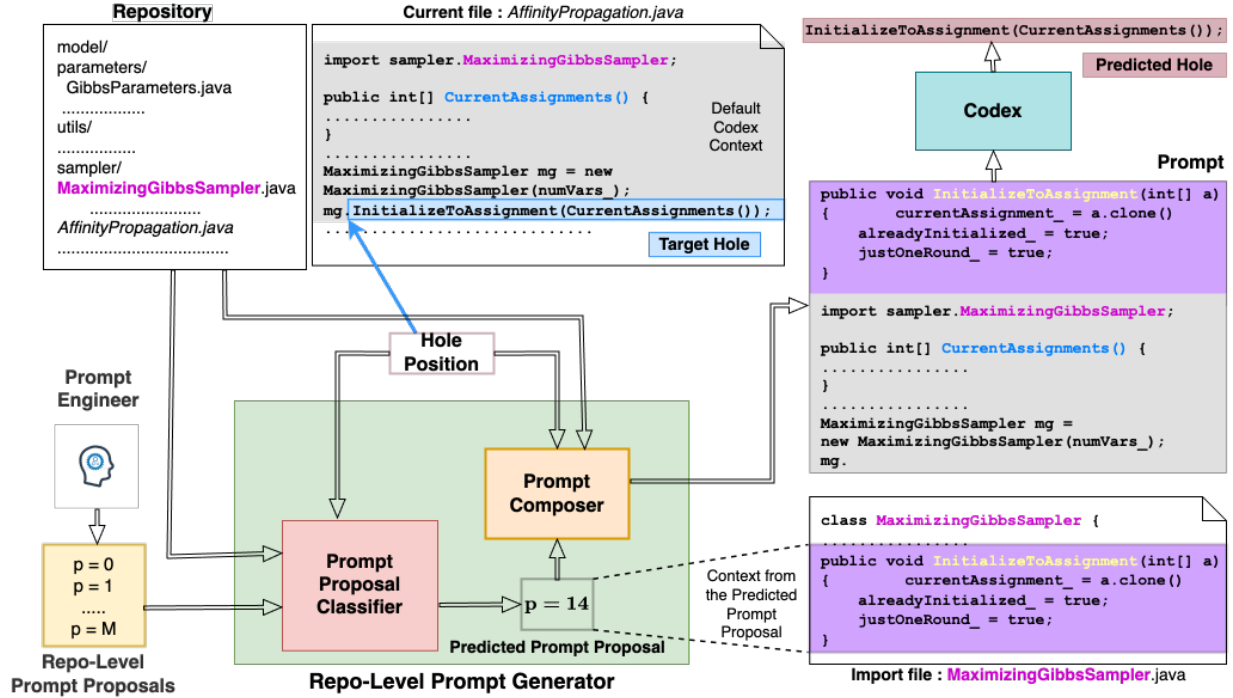 Repository
model/
parameters/
GibbsParameters.java
..................
utils/
.................
sampler/
MaximizingGibbsSampler.java
........................
AffinityPropagation.java
.....................................
Current file : AffinityPropagation.java
import sampler.MaximizingGibbsSampler;
public int[] CurrentAssignments() {
................
}
................
MaximizingGibbsSampler mg = new
MaximizingGibbsSampler(numVars_);
mg.InitializeToAssignment(CurrentAssignments());
.............................
Default
Codex
Context
Target Hole
InitializeToAssignment(CurrentAssignments());
Predicted Hole
Codex
Prompt
public void InitializeToAssignment(int[] a)
{ currentAssignment_ = a.clone()
alreadyInitialized_ = true;
justOneRound_ = true;
}
import sampler.MaximizingGibbsSampler;
public int[] CurrentAssignments() {
................
}
................
MaximizingGibbsSampler mg =
new MaximizingGibbsSampler(numVars_);
mg.
Hole
Position
Prompt
Engineer
p = 0
p = 1
.....
p = M
Repo-Level
Prompt Proposals
Prompt
Proposal
Classifier
Prompt
Composer
p = 14
Predicted Prompt Proposal
Repo-Level Prompt Generator
Context from
the Predicted
Prompt
Proposal
class MaximizingGibbsSampler {
................
public void InitializeToAssignment(int[] a)
{ currentAssignment_ = a.clone()
alreadyInitialized_ = true;
justOneRound_ = true;
}
Import file : MaximizingGibbsSampler.java